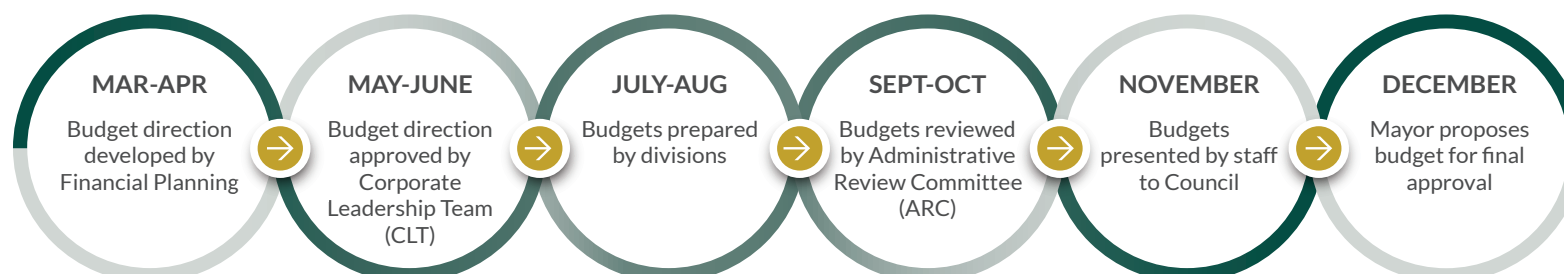 MAR-APR
Budget direction
developed by
Financial Planning
MAY-JUNE
Budget direction
approved by
Corporate
Leadership Team
(CLT)
JULY-AUG
Budgets prepared
by divisions
SEPT-OCT
Budgets reviewed
by Administrative
Review Committee
(ARC)
NOVEMBER
Budgets
presented by staff
to Council
DECEMBER
Mayor proposes
budget for final
approval